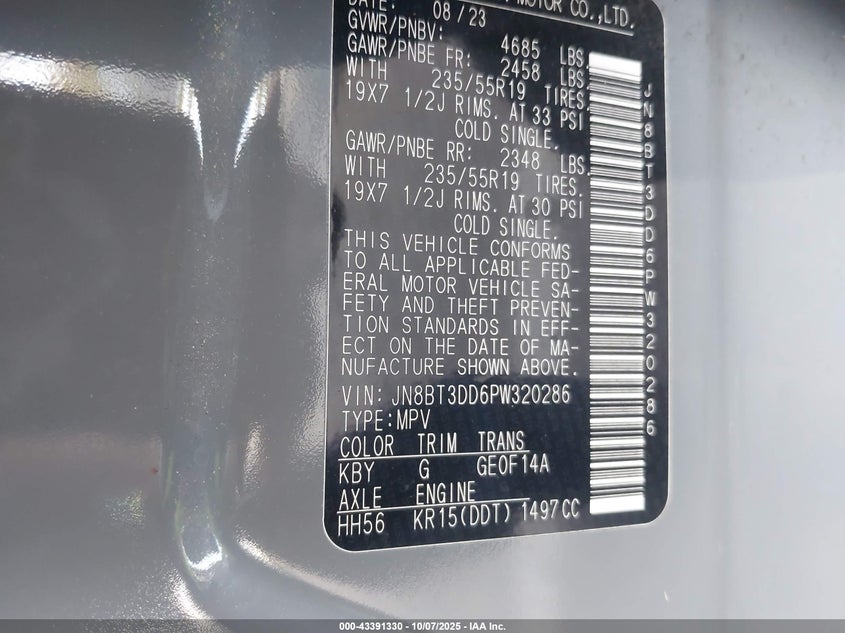 DATE: 08/23
MOTOR CO.,LTD.
GVWR/PNBV: 4685 LBS.
GAWR/PNBE FR: 2458 LBS.
WITH 235/55R19 TIRES.
19X7 1/2J RIMS. AT 33 PSI
COLD SINGLE.
GAWR/PNBE RR: 2348 LBS.
WITH 235/55R19 TIRES.
19X7 1/2J RIMS. AT 30 PSI
COLD SINGLE.
THIS VEHICLE CONFORMS
TO ALL APPLICABLE FED-
ERAL MOTOR VEHICLE SA-
FETY AND THEFT PREVEN-
TION STANDARDS IN EFF-
ECT ON THE DATE OF MA-
NUFACTURE SHOWN ABOVE.
VIN: JN8BT3DD6PW320286
TYPE:MPV
COLOR TRIM TRANS
KBY G GE0F14A
AXLE ENGINE
HH56 KR15(DDT) 1497CC
JN8BT3DD6PW320286
000-43391330 - 10/07/2025 - IAA Inc.